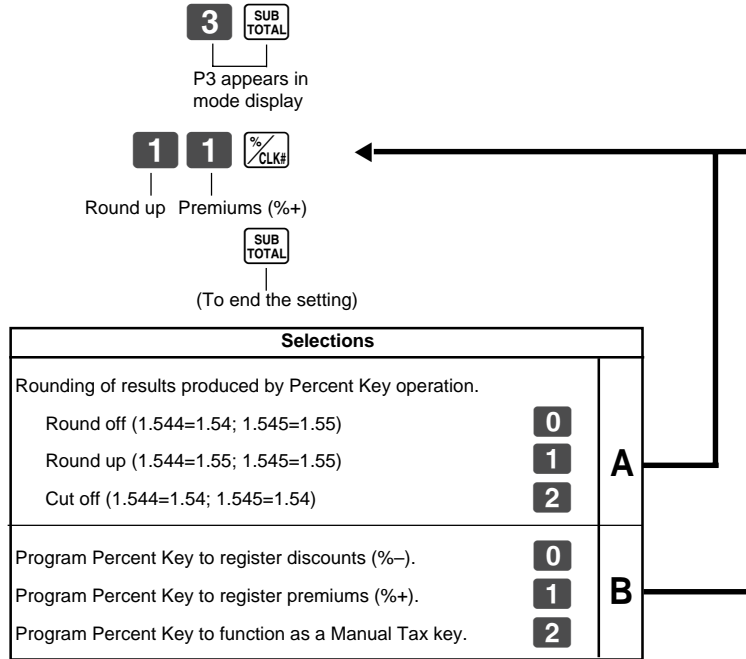 3 SUB TOTAL
P3 appears in
mode display
1 1 %/CLK#
Round up Premiums (%+)
SUB TOTAL
(To end the setting)
Selections
Rounding of results produced by Percent Key operation.
Round off (1.544=1.54; 1.545=1.55) 0
Round up (1.544=1.55; 1.545=1.55) 1
Cut off (1.544=1.54; 1.545=1.54) 2
A
Program Percent Key to register discounts (%–). 0
Program Percent Key to register premiums (%+). 1
Program Percent Key to function as a Manual Tax key. 2
B